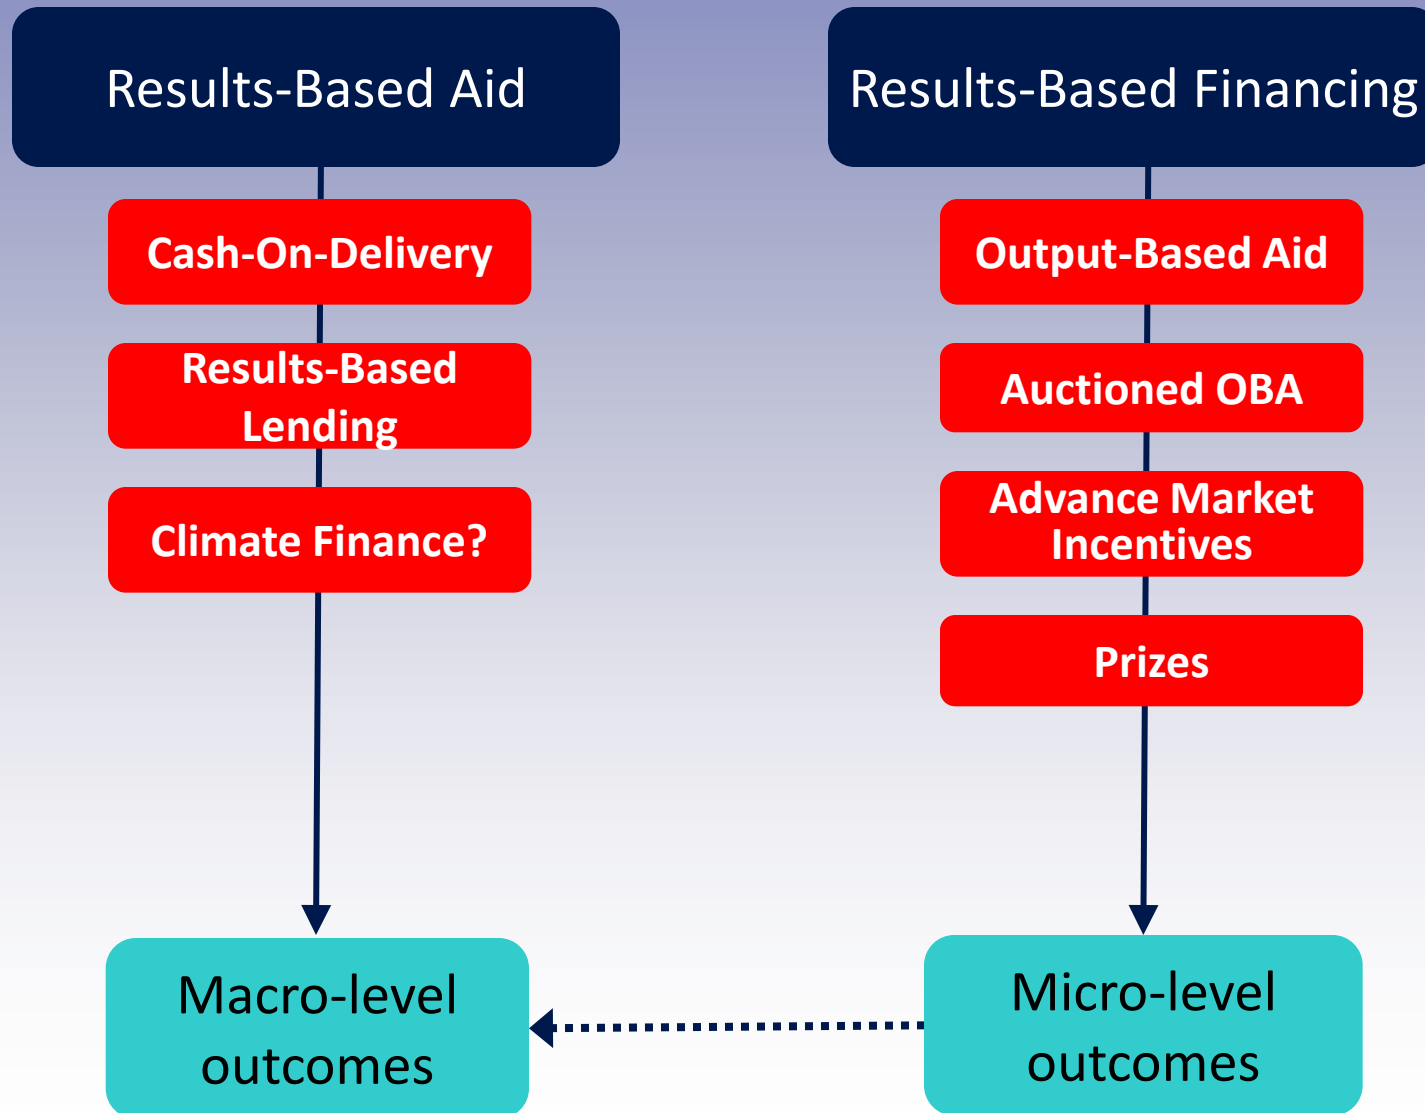 Results-Based Aid
Results-Based Financing
Cash-On-Delivery
Results-Based
Lending
Climate Finance?
Output-Based Aid
Auctioned OBA
Advance Market
Incentives
Prizes
Macro-level
outcomes
Micro-level
outcomes